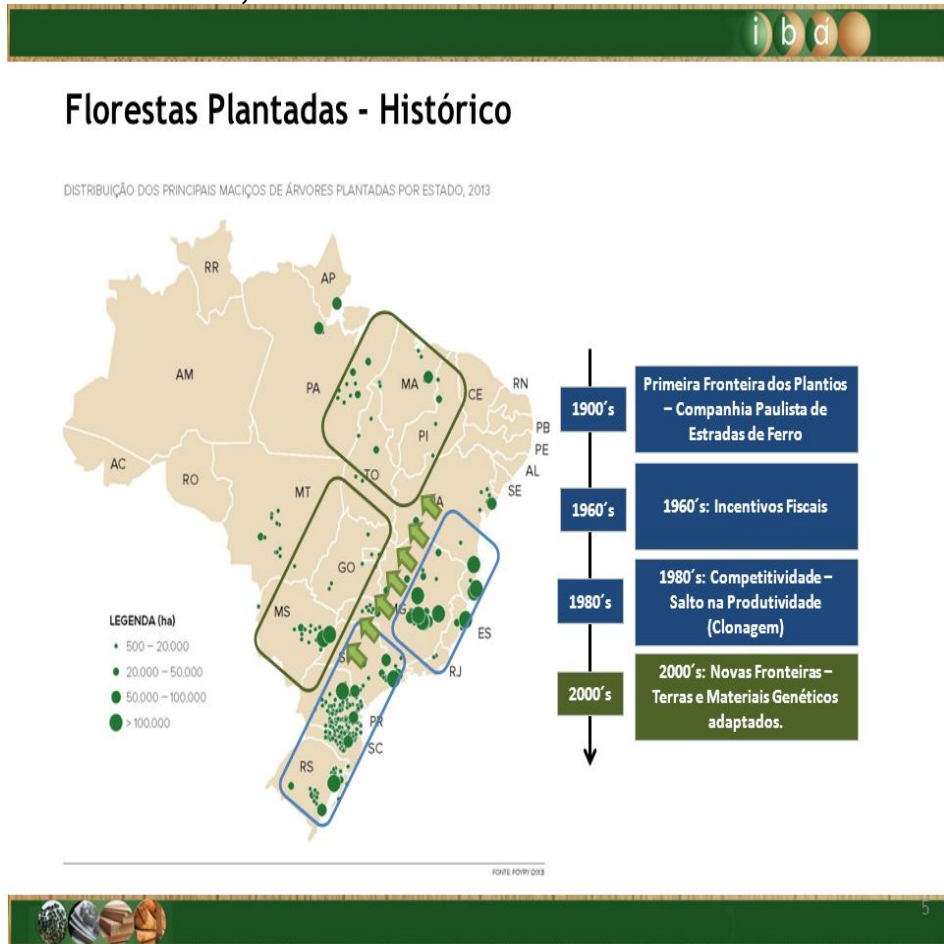 ibá
Florestas Plantadas - Histórico
DISTRIBUIÇÃO DOS PRINCIPAIS MACIÇOS DE ÁRVORES PLANTADAS POR ESTADO, 2013
RR
AP
AM
PA
MA
CE
RN
PB
PE
AL
SE
PI
AC
RO
TO
MT
GO
MS
ES
RJ
PR
SC
RS
LEGENDA (ha)
500 – 20.000
20.000 – 50.000
50.000 – 100.000
> 100.000
1900´s
Primeira Fronteira dos Plantios
– Companhia Paulista de
Estradas de Ferro
1960´s
1960´s: Incentivos Fiscais
1980´s
1980´s: Competitividade –
Salto na Produtividade
(Clonagem)
2000´s
2000´s: Novas Fronteiras –
Terras e Materiais Genéticos
adaptados.
FONTE: POYRY (2013)
5